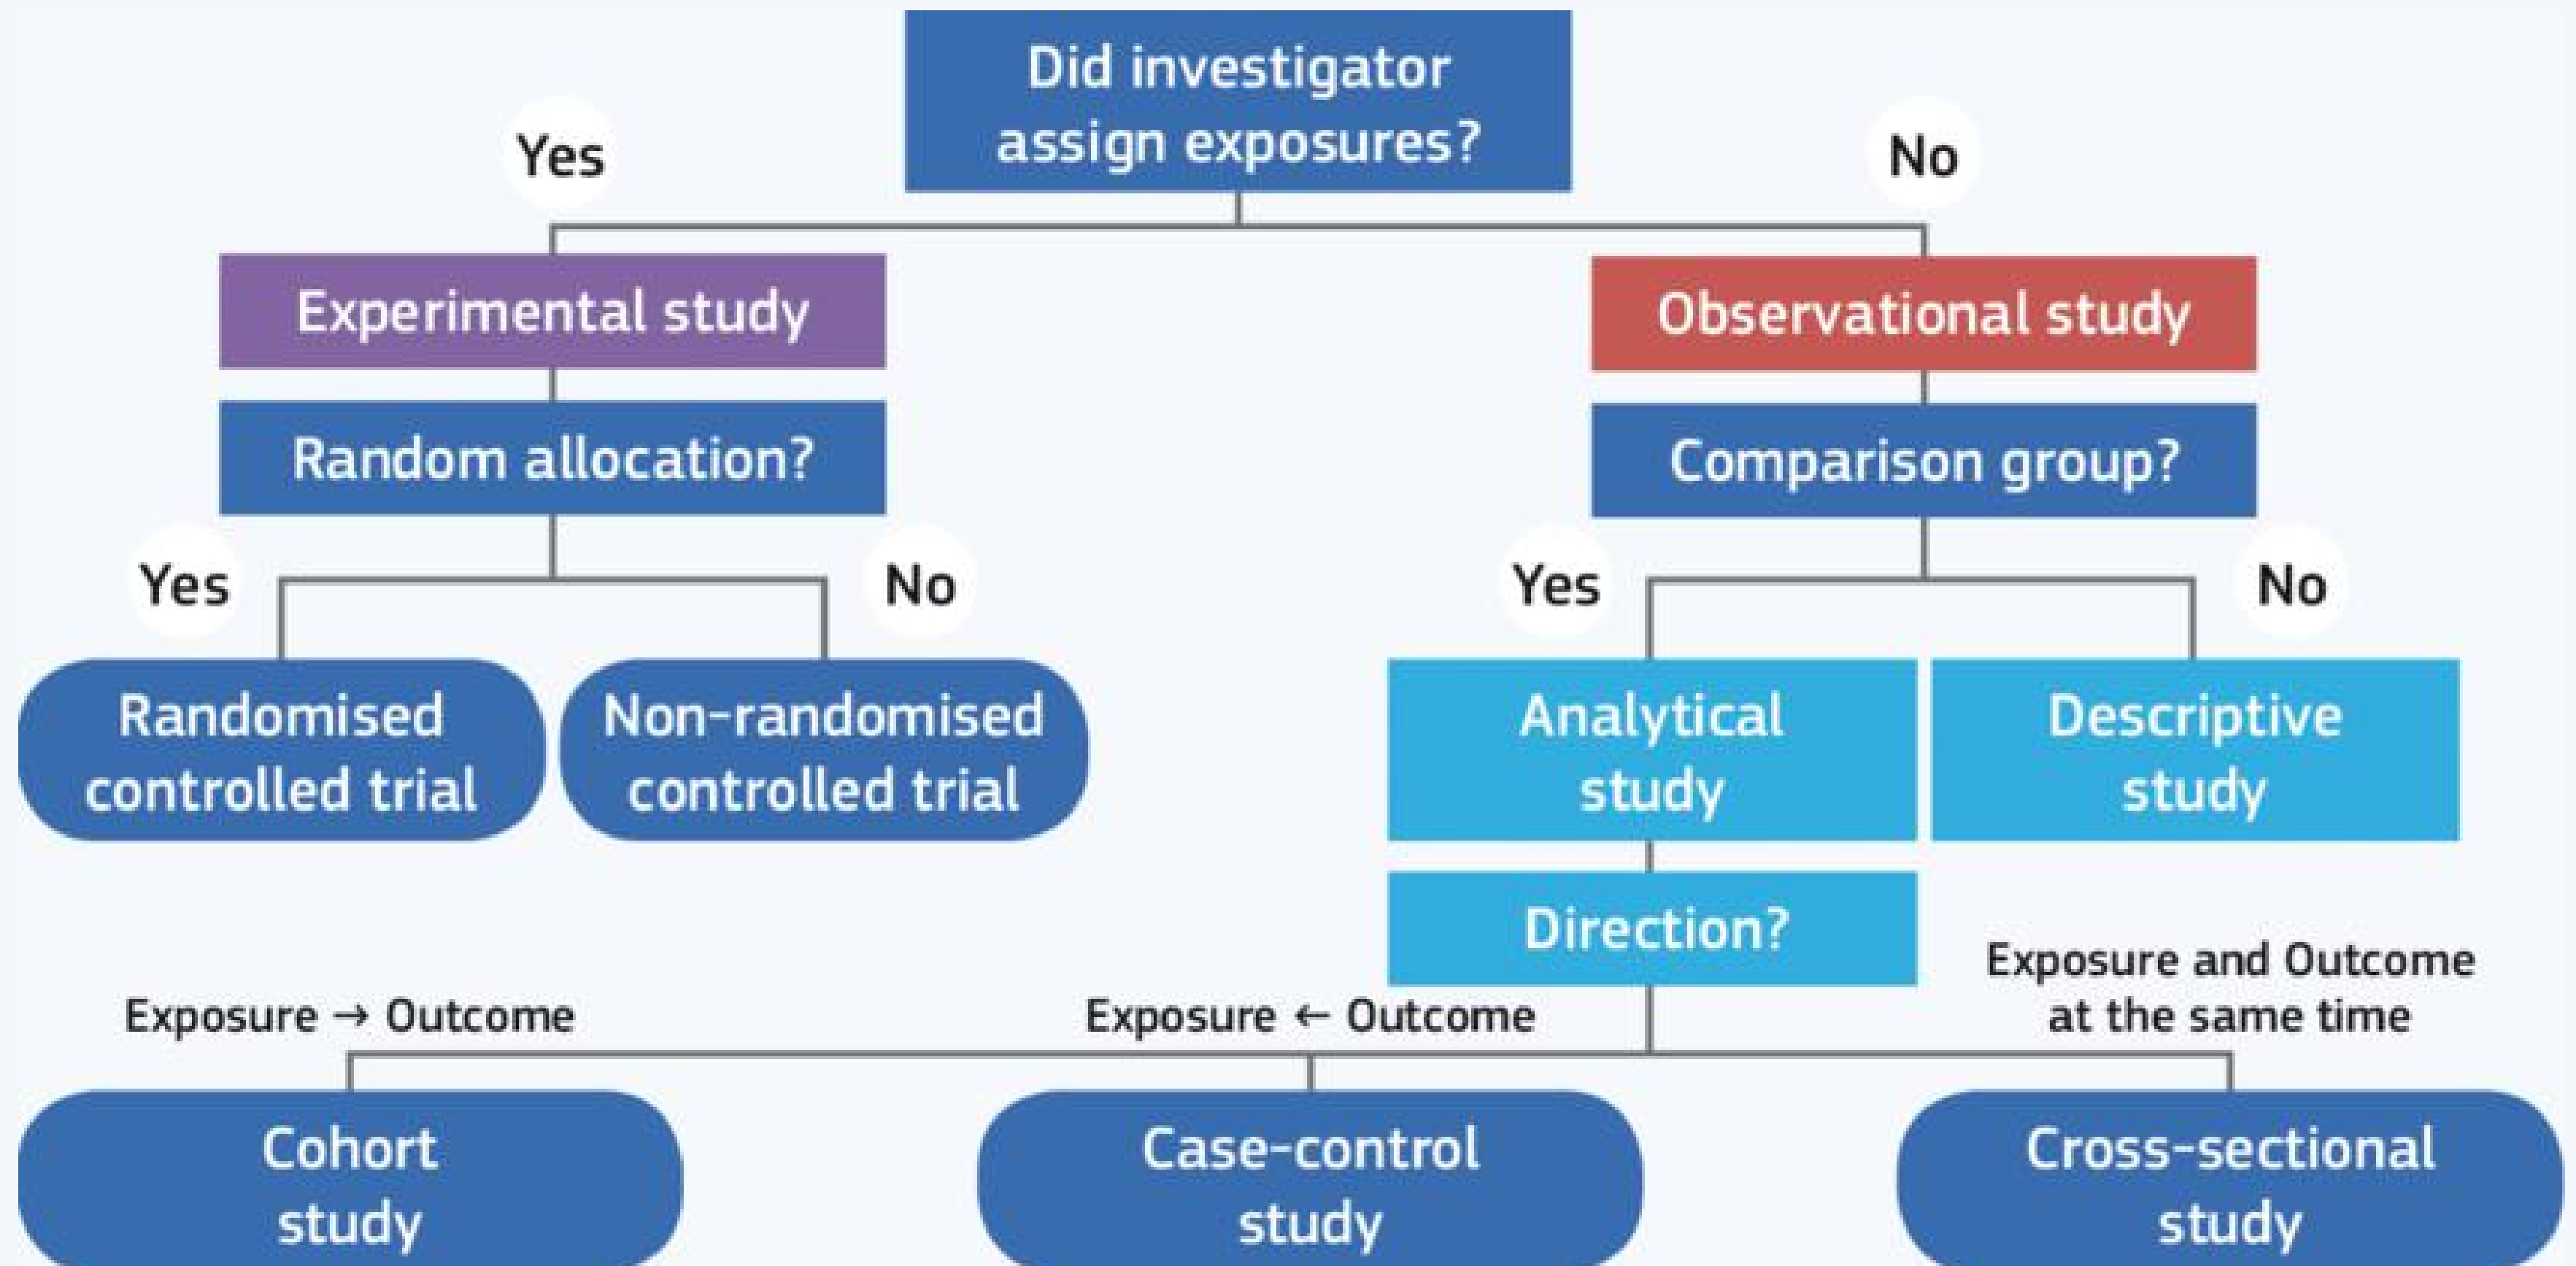 Did investigator
assign exposures?
Yes
No
Experimental study
Observational study
Random allocation?
Comparison group?
Yes
No
Yes
No
Randomised
controlled trial
Non-randomised
controlled trial
Analytical
study
Descriptive
study
Direction?
Exposure → Outcome
Exposure ← Outcome
Exposure and Outcome
at the same time
Cohort
study
Case-control
study
Cross-sectional
study